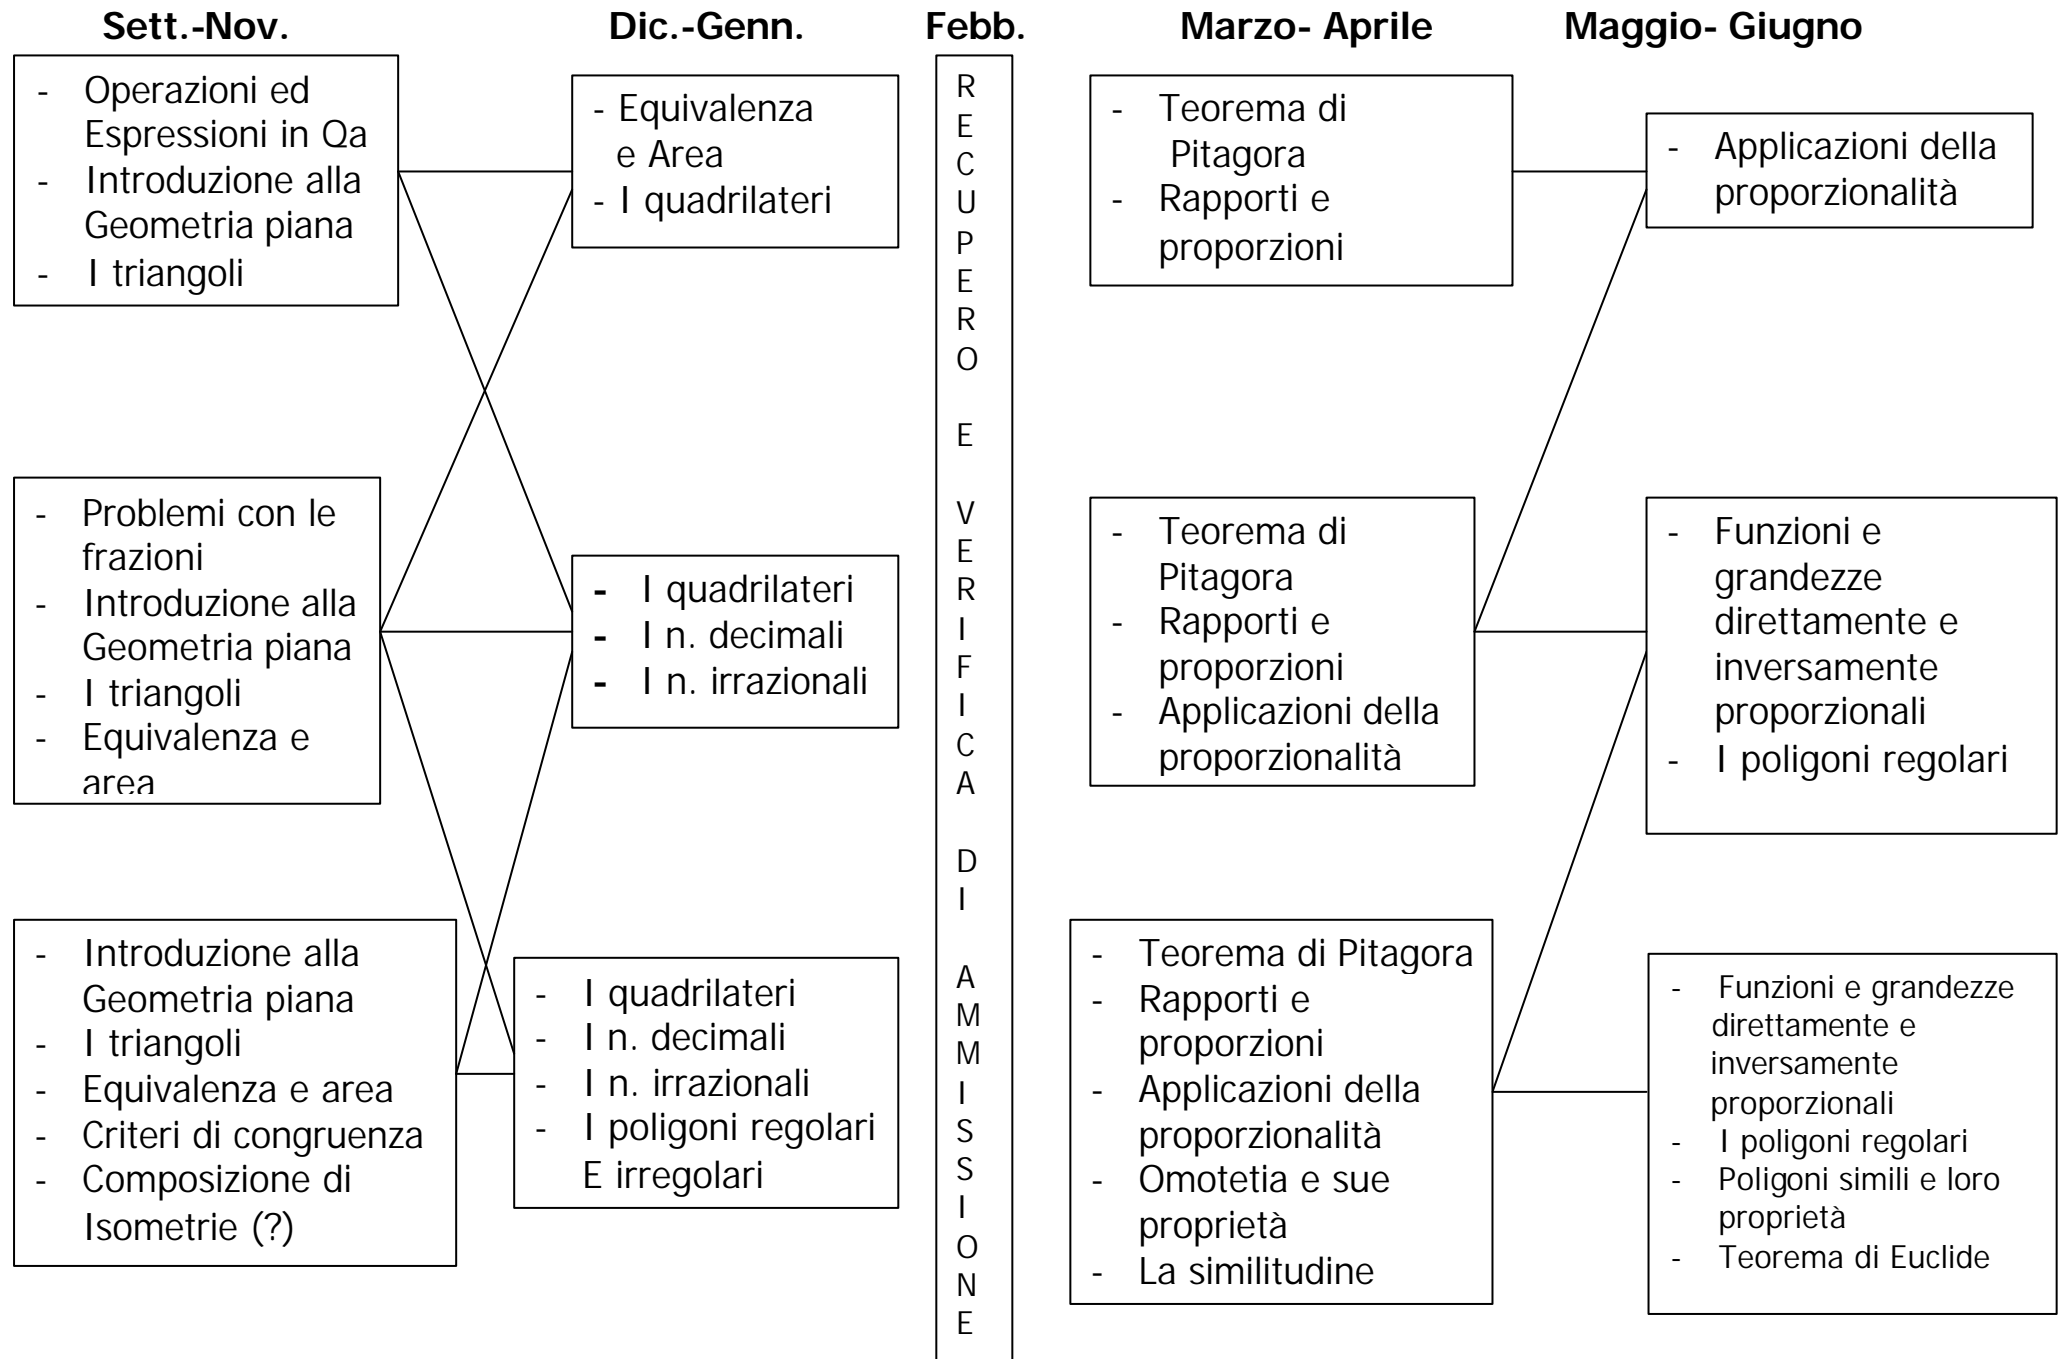 Sett.-Nov.
Dic.-Genn.
Febb.
Marzo- Aprile
Maggio- Giugno
- Operazioni ed
Espressioni in Qa
- Introduzione alla
Geometria piana
- I triangoli
- Problemi con le
frazioni
- Introduzione alla
Geometria piana
- I triangoli
- Equivalenza e
area
- Introduzione alla
Geometria piana
- I triangoli
- Equivalenza e area
- Criteri di congruenza
- Composizione di
Isometrie (?)
- Equivalenza
e Area
- I quadrilateri
- I quadrilateri
- I n. decimali
- I n. irrazionali
- I quadrilateri
- I n. decimali
- I n. irrazionali
- I poligoni regolari
E irregolari
RECUPERO E VERIFICA DI AMMISSIONE
- Teorema di
Pitagora
- Rapporti e
proporzioni
- Teorema di
Pitagora
- Rapporti e
proporzioni
- Applicazioni della
proporzionalità
- Teorema di Pitagora
- Rapporti e
proporzioni
- Applicazioni della
proporzionalità
- Omotetia e sue
proprietà
- La similitudine
- Applicazioni della
proporzionalità
- Funzioni e
grandezze
direttamente e
inversamente
proporzionali
- I poligoni regolari
- Funzioni e grandezze
direttamente e
inversamente
proporzionali
- I poligoni regolari
- Poligoni simili e loro
proprietà
- Teorema di Euclide